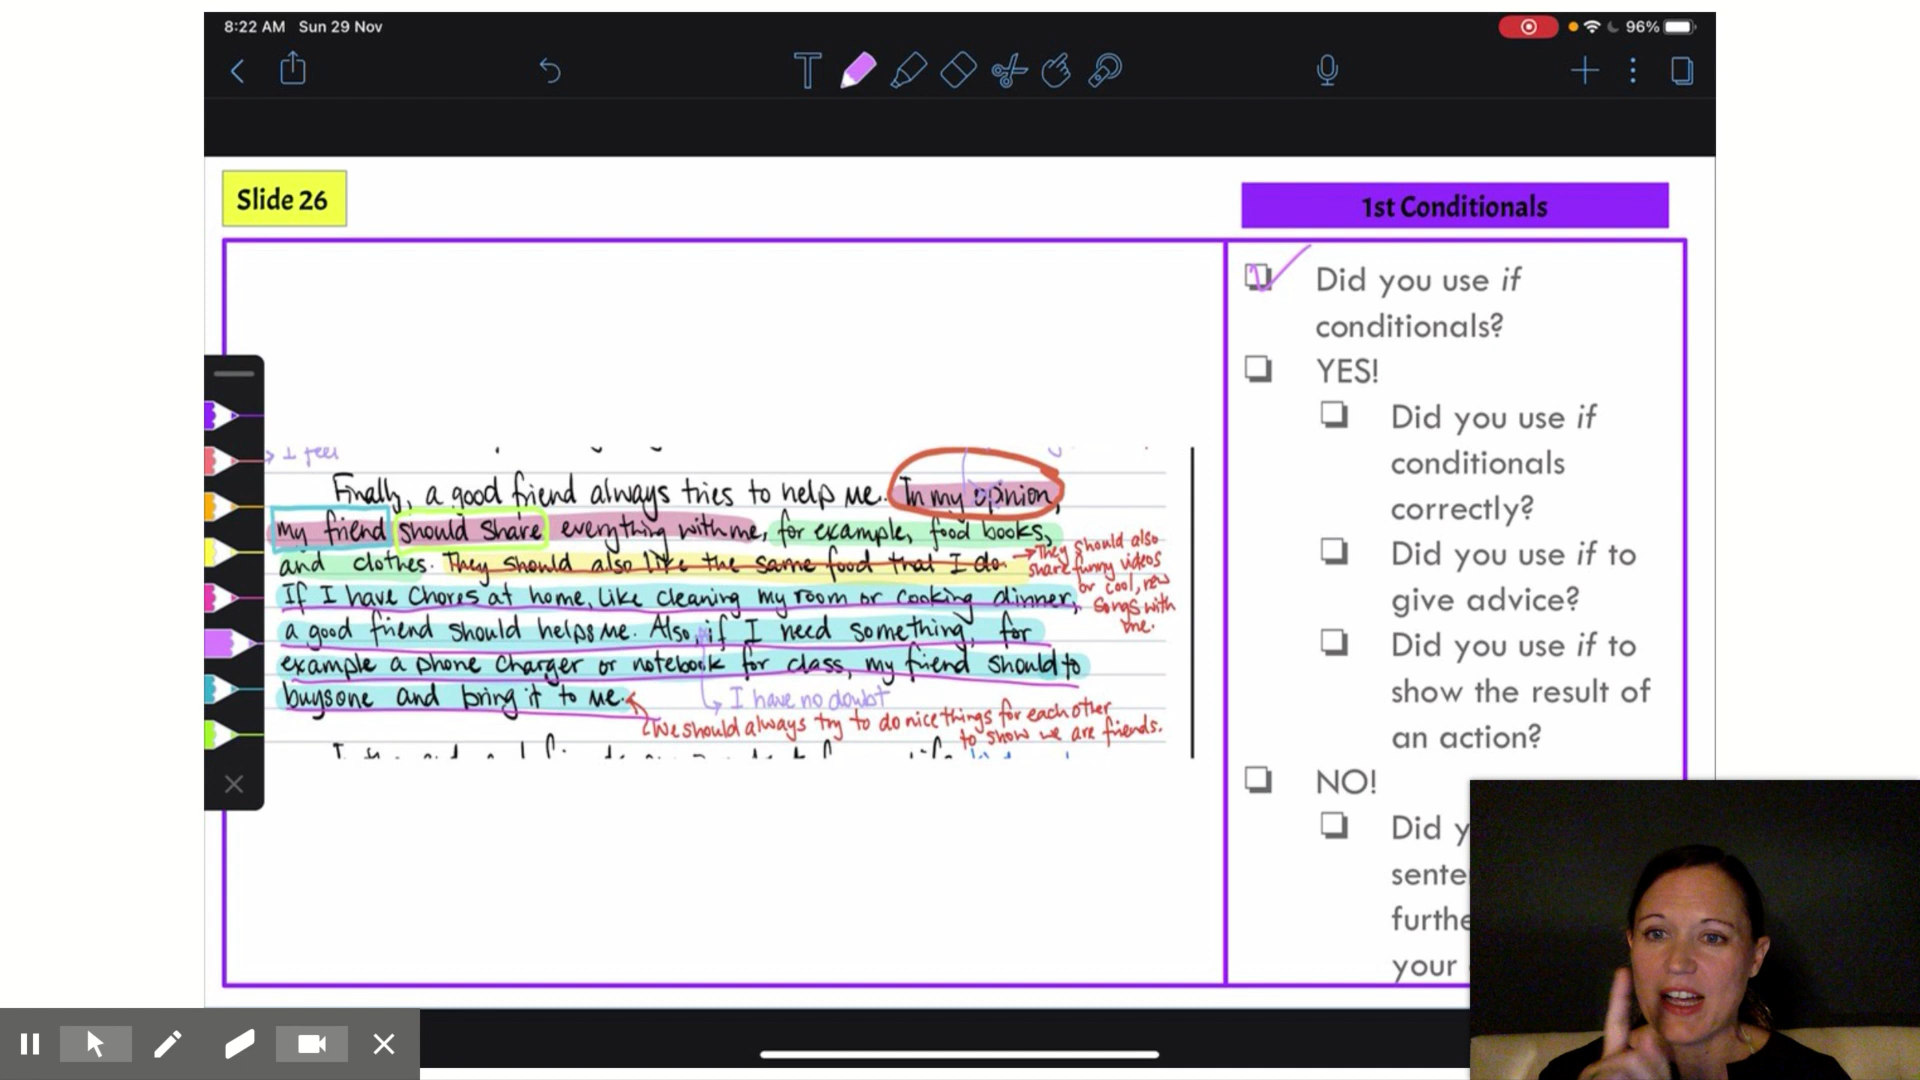 8:22 AM Sun 29 Nov
96%
Slide 26
1st Conditionals
→ I feel
Finally, a good friend always tries to help me. In my opinion,
my friend should share everything with me, for example, food books,
and clothes. They should also like the same food that I do.
→They should also
share funny videos
or cool, new
songs with
me.
If I have chores at home, like cleaning my room or cooking dinner,
a good friend should helps me. Also, if I need something, for
example a phone charger or notebook for class, my friend should to
buys one and bring it to me.
→ I have no doubt
We should always try to do nice things for each other
to show we are friends.
Did you use if
conditionals?
YES!
Did you use if
conditionals
correctly?
Did you use if to
give advice?
Did you use if to
show the result of
an action?
NO!
Did y
sente
furthe
your